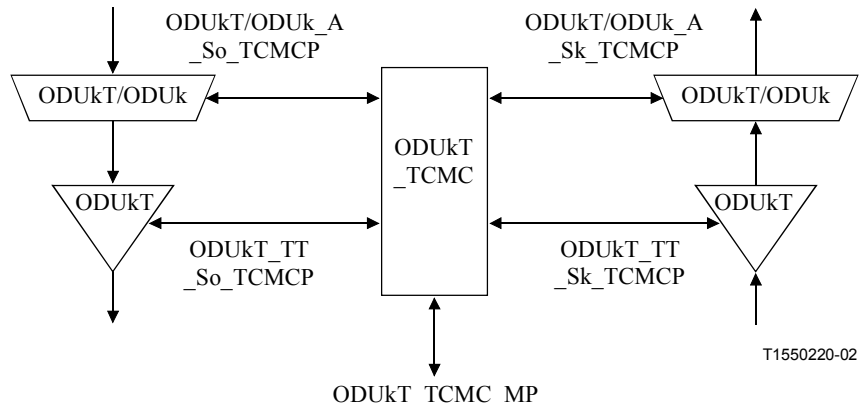 ODUkT/ODUk_A
_So_TCMCP
ODUkT/ODUk_A
_Sk_TCMCP
ODUkT/ODUk
ODUkT/ODUk
ODUkT
_TCMC
ODUkT
ODUkT
ODUkT_TT
_So_TCMCP
ODUkT_TT
_Sk_TCMCP
T1550220-02
ODUkT_TCMC_MP